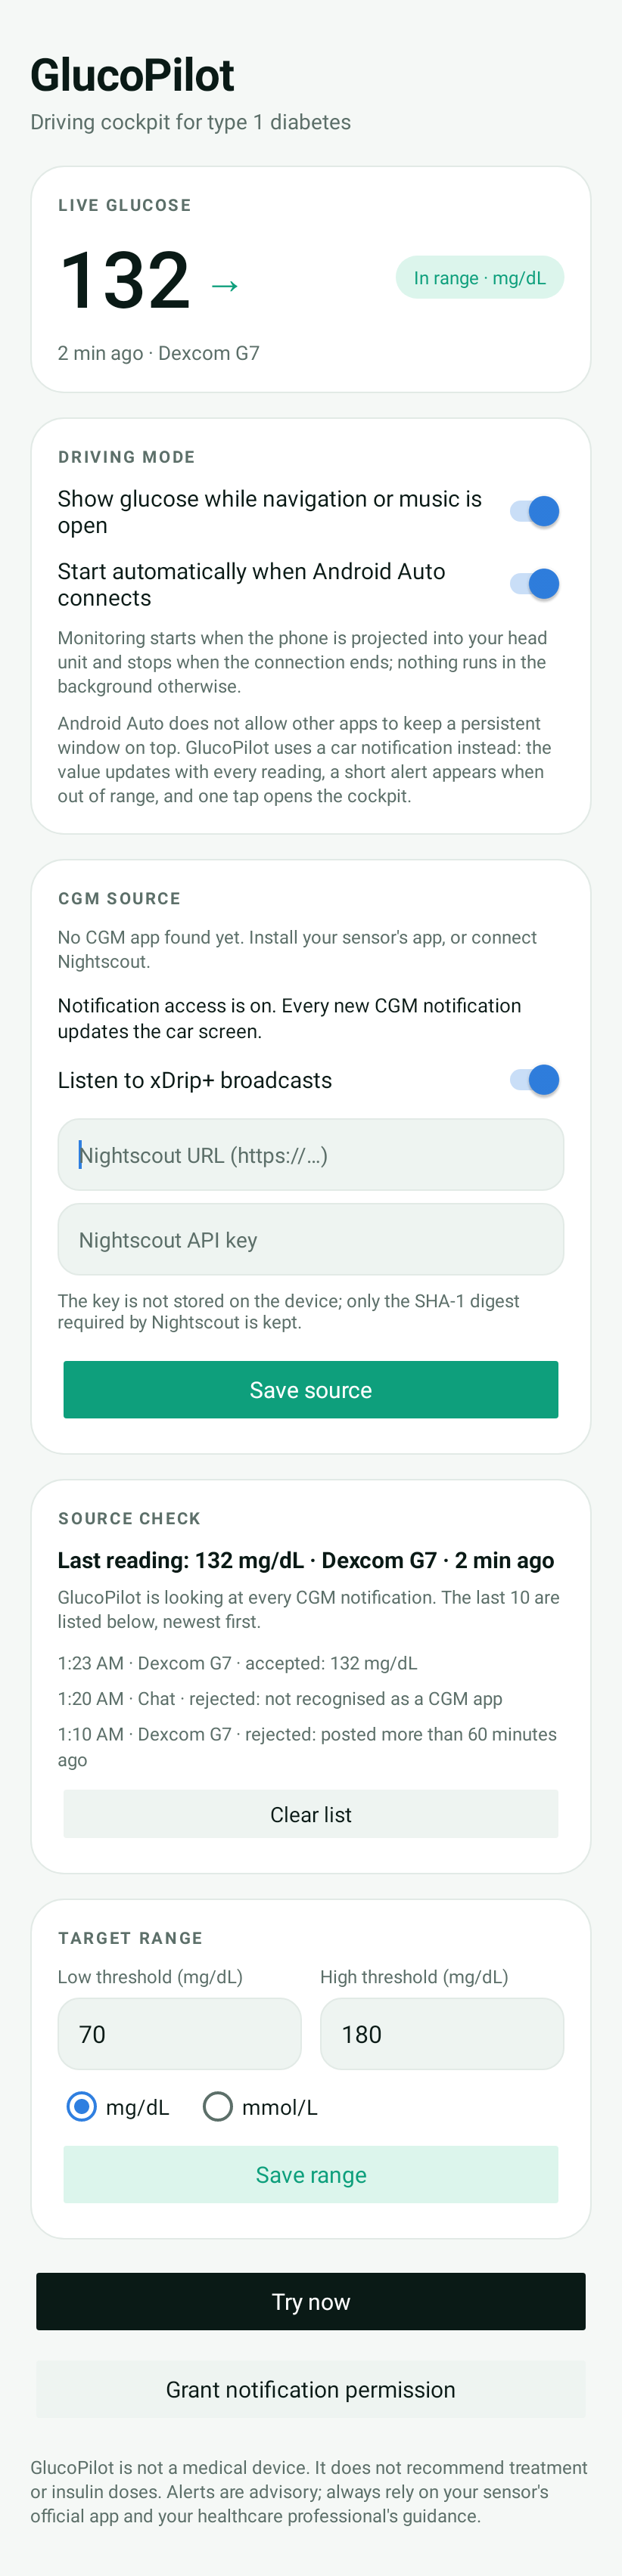 GlucoPilot
Driving cockpit for type 1 diabetes
LIVE GLUCOSE
132 →
In range · mg/dL
2 min ago · Dexcom G7
DRIVING MODE
Show glucose while navigation or music is
open
Start automatically when Android Auto
connects
Monitoring starts when the phone is projected into your head
unit and stops when the connection ends; nothing runs in the
background otherwise.
Android Auto does not allow other apps to keep a persistent
window on top. GlucoPilot uses a car notification instead: the
value updates with every reading, a short alert appears when
out of range, and one tap opens the cockpit.
CGM SOURCE
No CGM app found yet. Install your sensor's app, or connect
Nightscout.
Notification access is on. Every new CGM notification
updates the car screen.
Listen to xDrip+ broadcasts
Nightscout URL (https://…)
Nightscout API key
The key is not stored on the device; only the SHA-1 digest
required by Nightscout is kept.
Save source
SOURCE CHECK
Last reading: 132 mg/dL · Dexcom G7 · 2 min ago
GlucoPilot is looking at every CGM notification. The last 10 are
listed below, newest first.
1:23 AM · Dexcom G7 · accepted: 132 mg/dL
1:20 AM · Chat · rejected: not recognised as a CGM app
1:10 AM · Dexcom G7 · rejected: posted more than 60 minutes
ago
Clear list
TARGET RANGE
Low threshold (mg/dL)
High threshold (mg/dL)
70
180
mg/dL
mmol/L
Save range
Try now
Grant notification permission
GlucoPilot is not a medical device. It does not recommend treatment
or insulin doses. Alerts are advisory; always rely on your sensor's
official app and your healthcare professional's guidance.